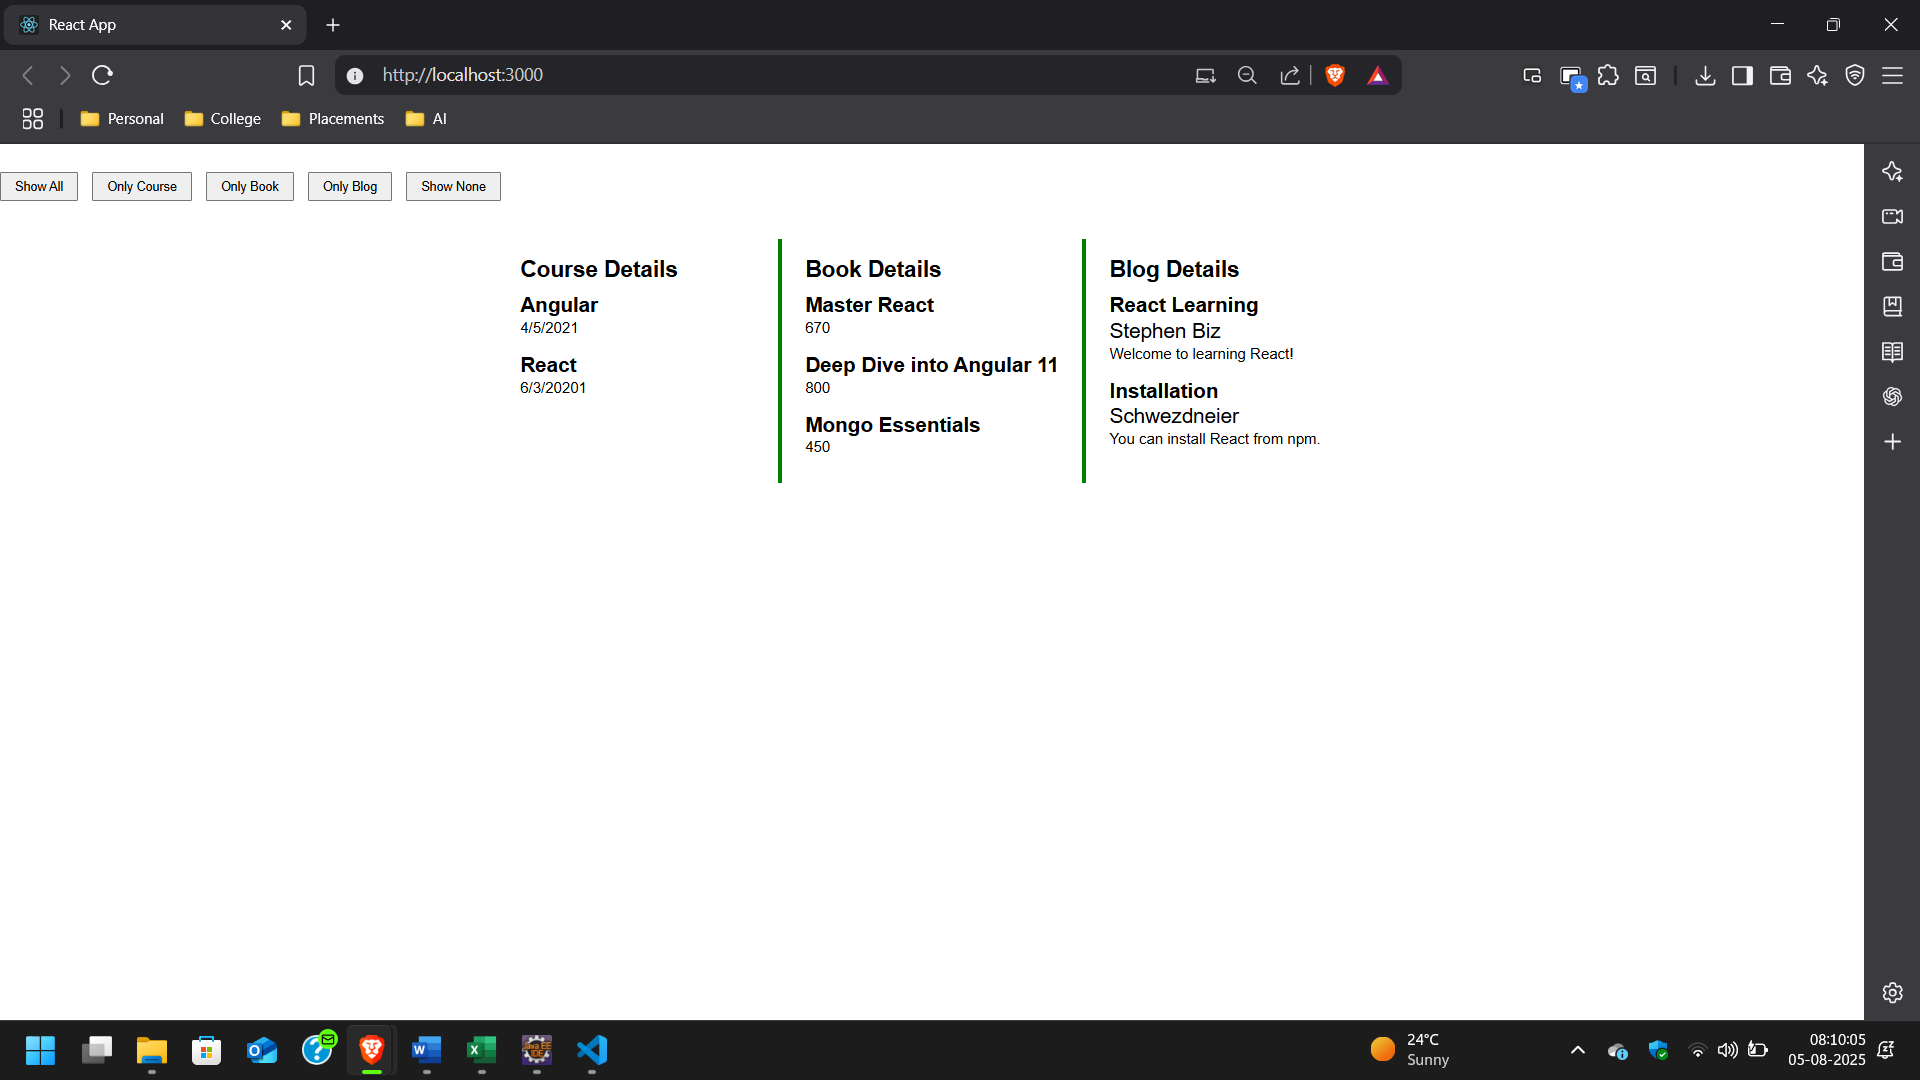 React App
http://localhost:3000
Personal College Placements AI
Show All Only Course Only Book Only Blog Show None
Course Details
Angular
4/5/2021
React
6/3/20201
Book Details
Master React
670
Deep Dive into Angular 11
800
Mongo Essentials
450
Blog Details
React Learning
Stephen Biz
Welcome to learning React!
Installation
Schwezdneier
You can install React from npm.
24°C
Sunny
08:10:05
05-08-2025